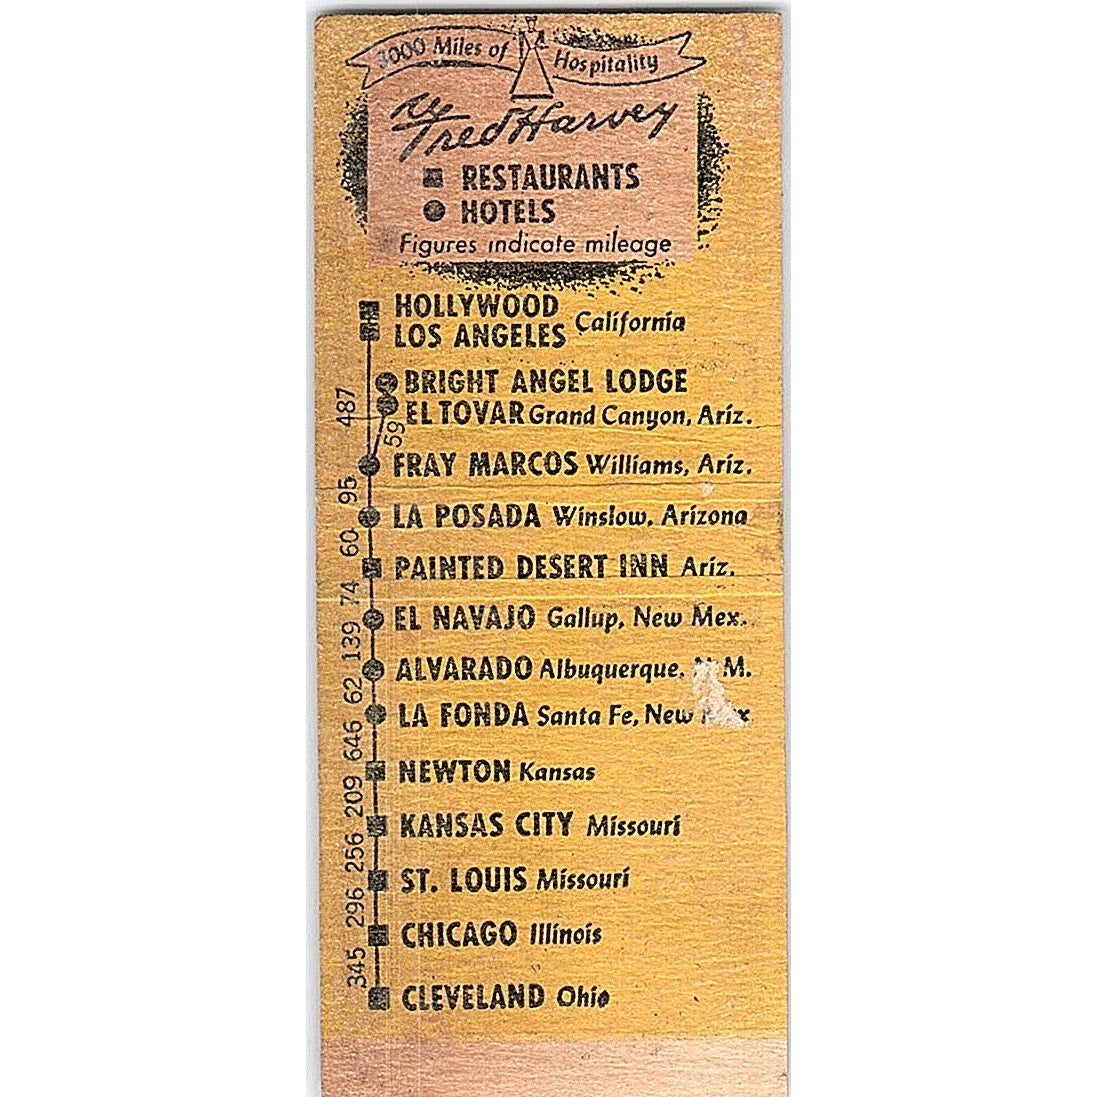 3000 Miles of Hospitality
by
Fred Harvey
RESTAURANTS
HOTELS
Figures indicate mileage
HOLLYWOOD
LOS ANGELES California
BRIGHT ANGEL LODGE
EL TOVAR Grand Canyon, Ariz.
487
59
FRAY MARCOS Williams, Ariz.
95
LA POSADA Winslow, Arizona
60
PAINTED DESERT INN Ariz.
74
EL NAVAJO Gallup, New Mex.
139
ALVARADO Albuquerque, N.M.
62
LA FONDA Santa Fe, New Mex
646
NEWTON Kansas
209
KANSAS CITY Missouri
256
ST. LOUIS Missouri
296
CHICAGO Illinois
345
CLEVELAND Ohio